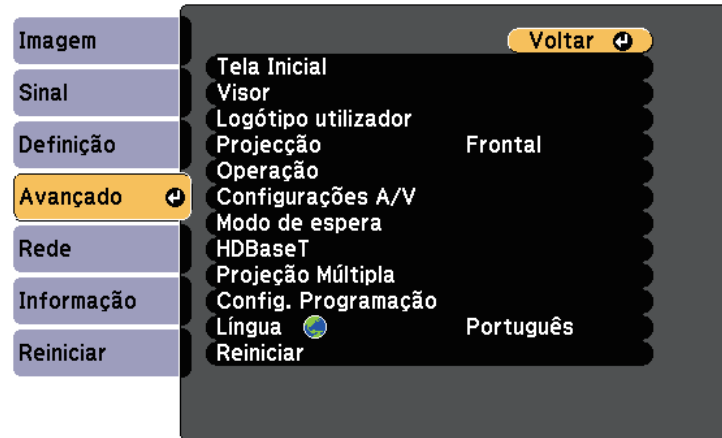 Imagem
Sinal
Definição
Avançado
Rede
Informação
Reiniciar
Voltar
Tela Inicial
Visor
Logótipo utilizador
Projecção Frontal
Operação
Configurações A/V
Modo de espera
HDBaseT
Projeção Múltipla
Config. Programação
Língua Português
Reiniciar